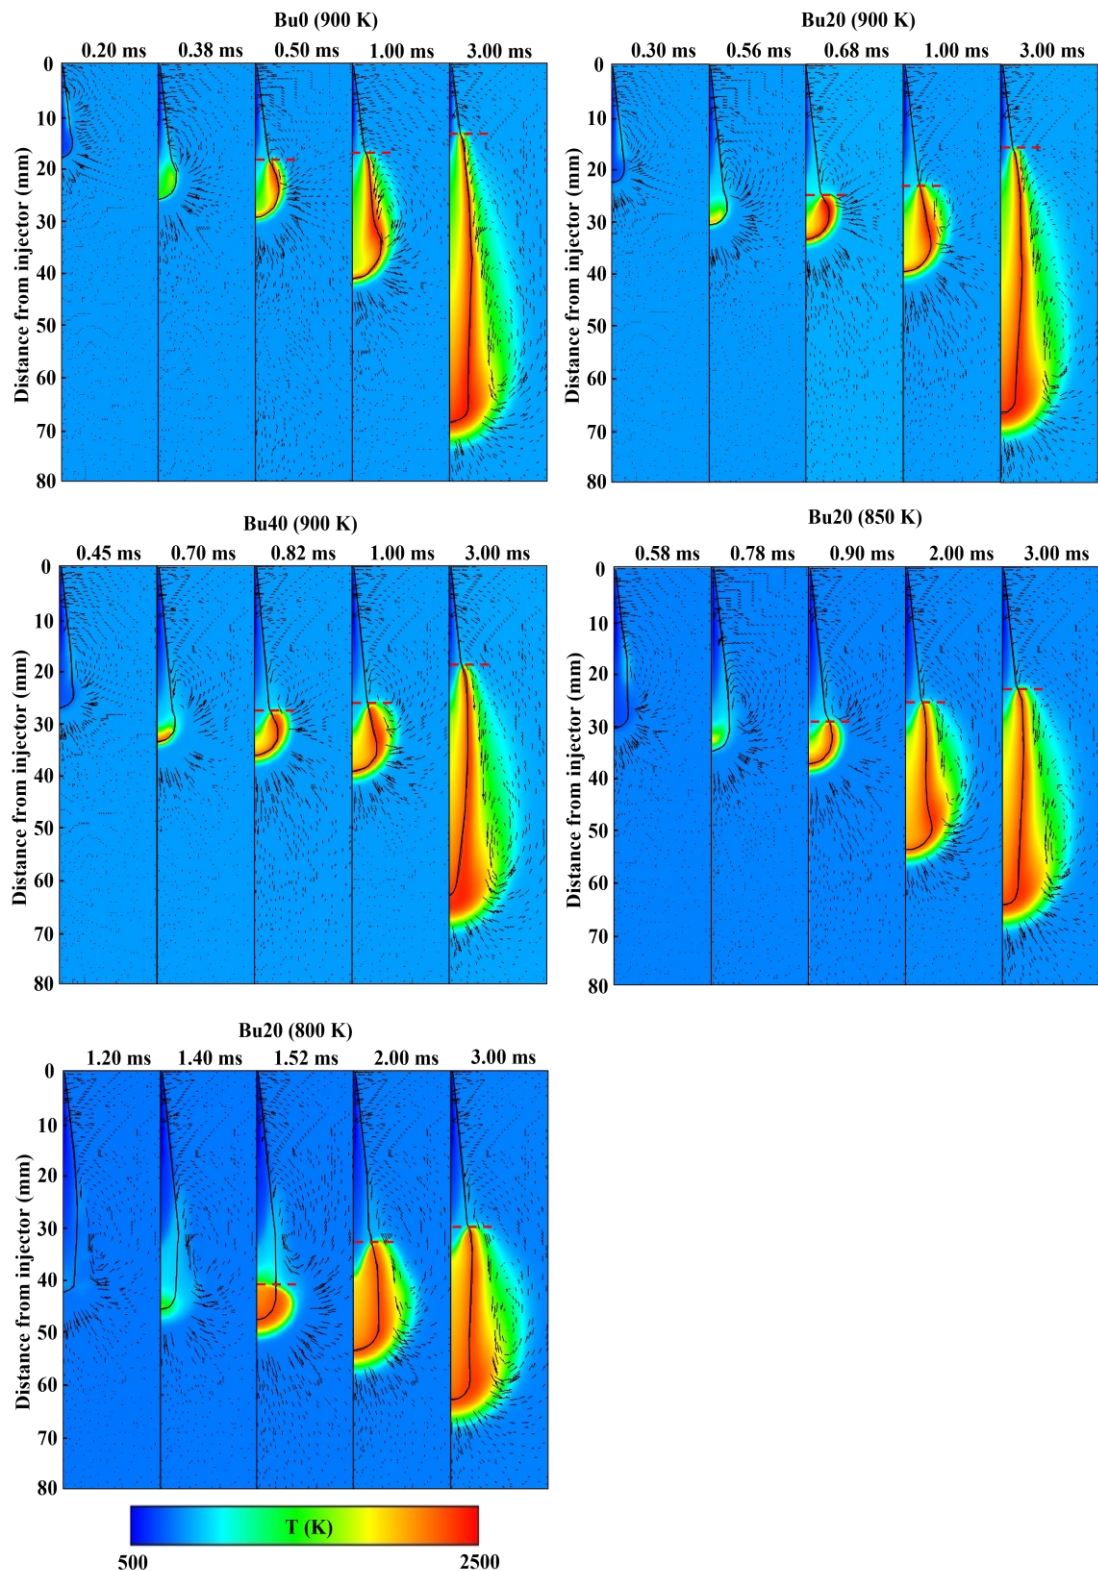 Bu0 (900 K)
0.20 ms 0.38 ms 0.50 ms 1.00 ms 3.00 ms
Distance from injector (mm)
0
10
20
30
40
50
60
70
80
Bu20 (900 K)
0.30 ms 0.56 ms 0.68 ms 1.00 ms 3.00 ms
Distance from injector (mm)
0
10
20
30
40
50
60
70
80
Bu40 (900 K)
0.45 ms 0.70 ms 0.82 ms 1.00 ms 3.00 ms
Distance from injector (mm)
0
10
20
30
40
50
60
70
80
Bu20 (850 K)
0.58 ms 0.78 ms 0.90 ms 2.00 ms 3.00 ms
Distance from injector (mm)
0
10
20
30
40
50
60
70
80
Bu20 (800 K)
1.20 ms 1.40 ms 1.52 ms 2.00 ms 3.00 ms
Distance from injector (mm)
0
10
20
30
40
50
60
70
80
T (K)
500 2500